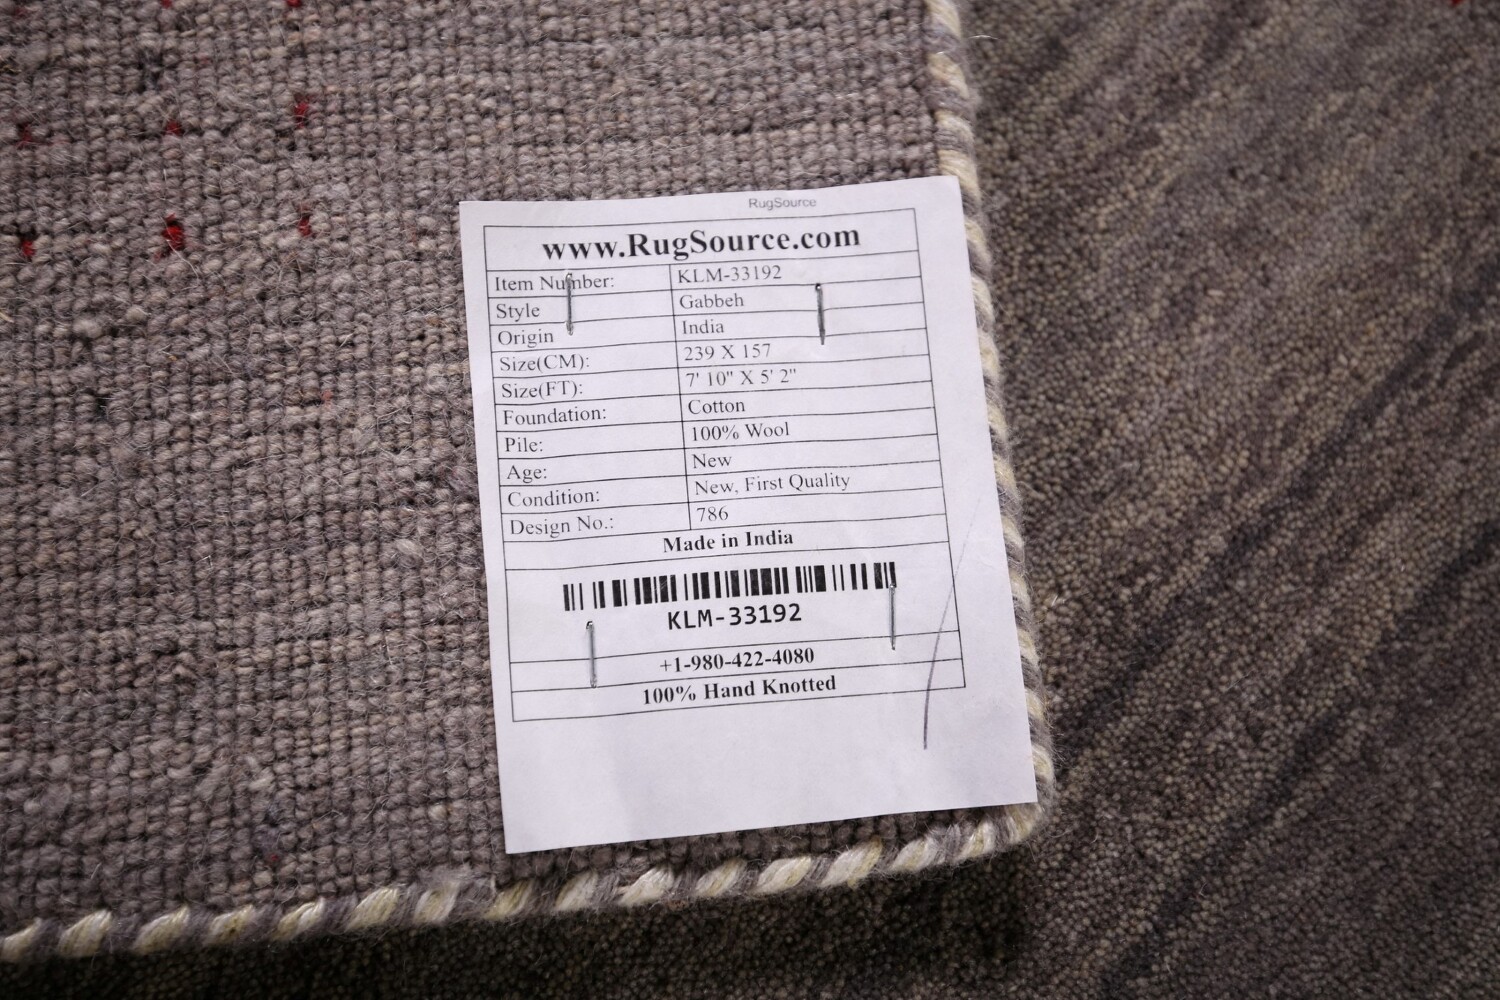 RugSource
www.RugSource.com
Item Number: KLM-33192
Style Gabbeh
Origin India
Size(CM): 239 X 157
Size(FT): 7' 10" X 5' 2"
Foundation: Cotton
Pile: 100% Wool
Age: New
Condition: New, First Quality
Design No.: 786
Made in India
KLM-33192
+1-980-422-4080
100% Hand Knotted